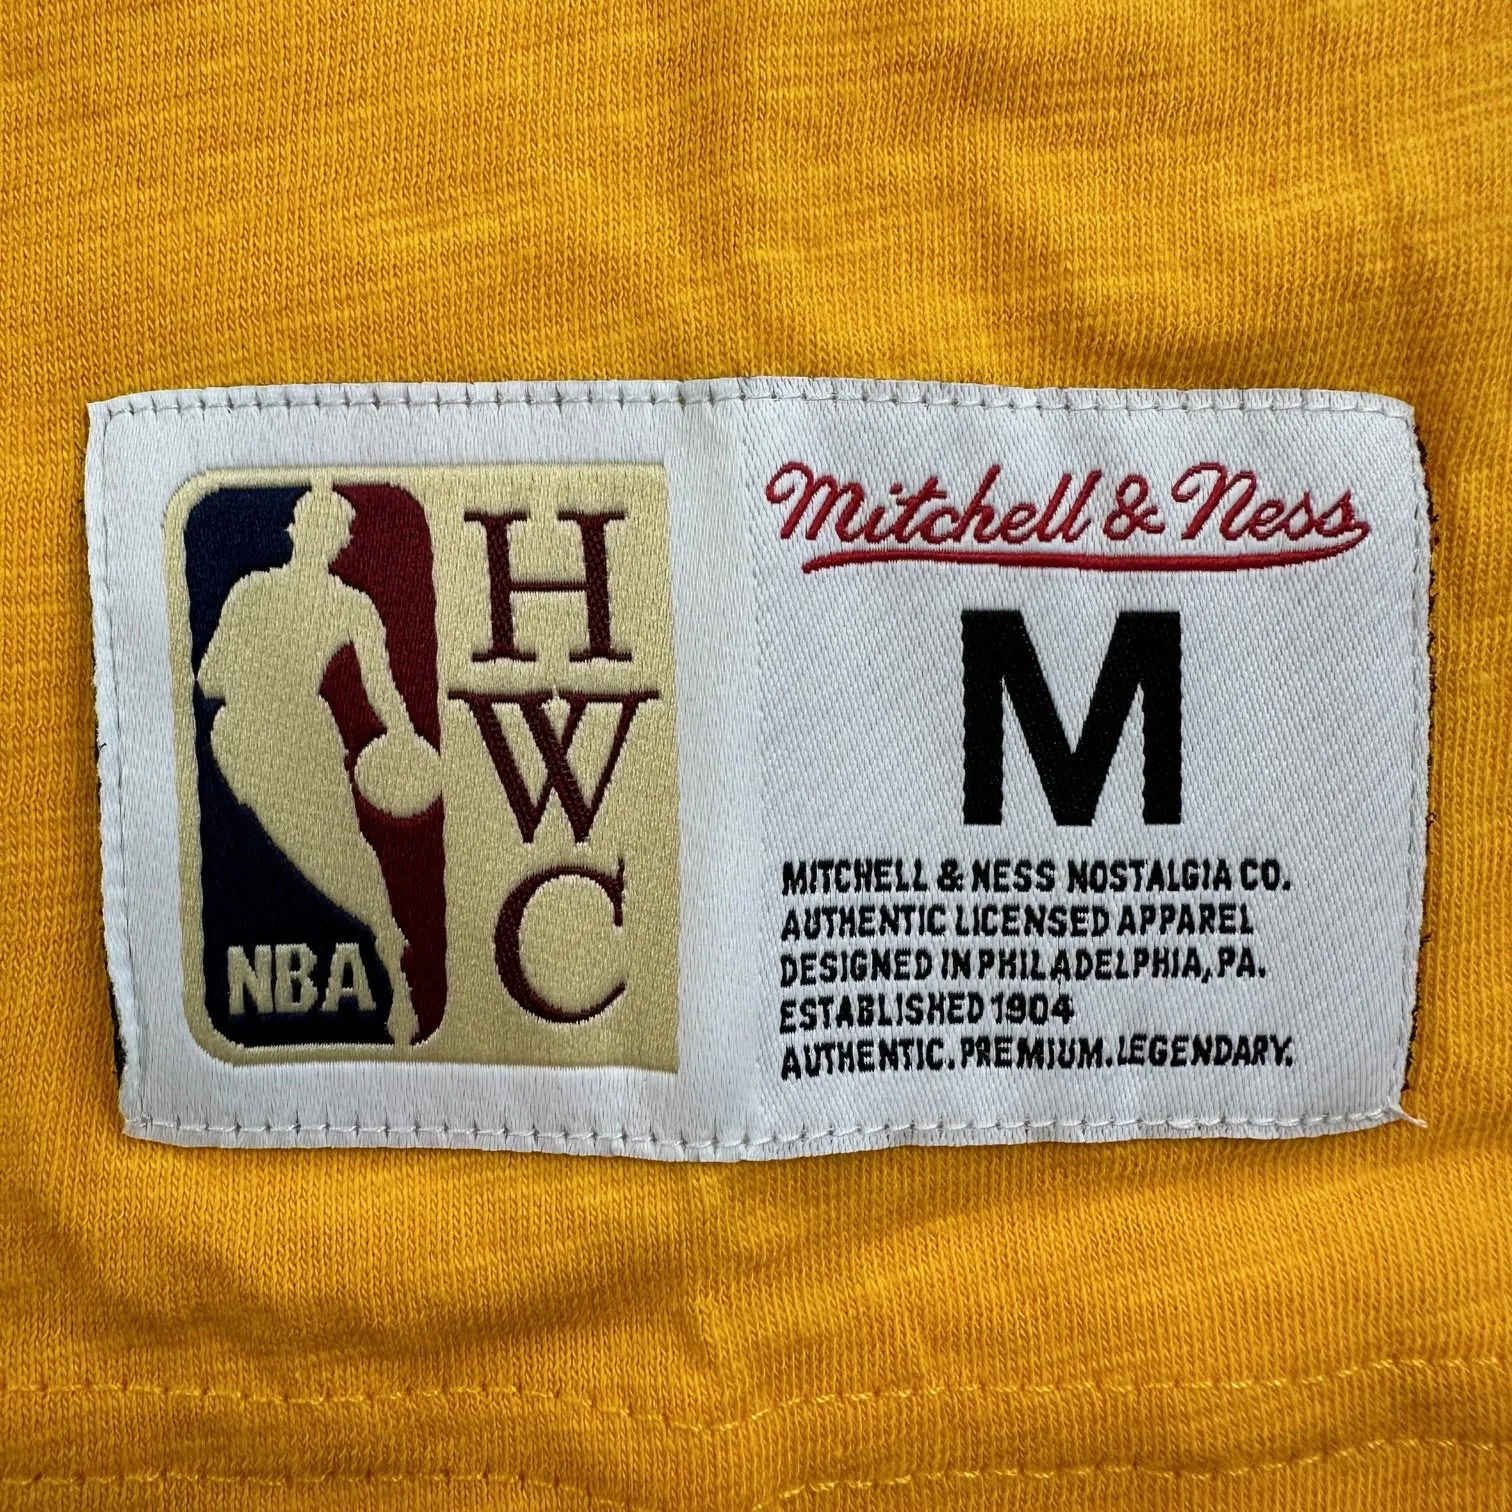 NBA
H
W
C
Mitchell & Ness
M
MITCHELL & NESS NOSTALGIA CO.
AUTHENTIC LICENSED APPAREL
DESIGNED IN PHILADELPHIA, PA.
ESTABLISHED 1904
AUTHENTIC. PREMIUM. LEGENDARY.